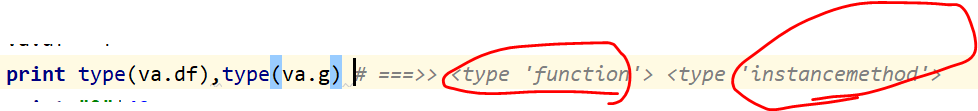 print type(va.df),type(va.g) # ===>> <type 'function'> <type 'instancemethod'>